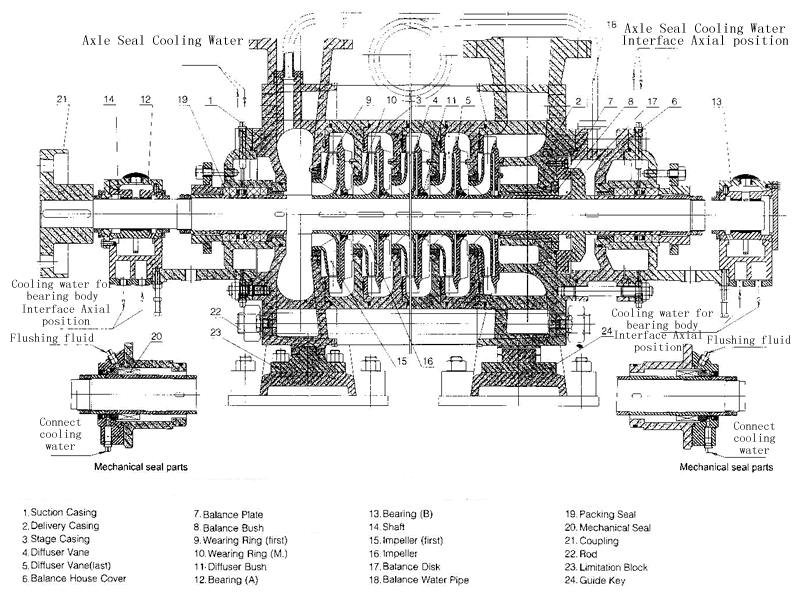 18
Axle Seal Cooling Water
Interface Axial position
Axle Seal Cooling Water
21
14
12
19
1
9
10
3
4
11
5
2
7
8
17
6
13
Cooling water for
bearing body
Interface Axial
position
Cooling water for
bearing body
Interface Axial
position
Flushing fluid
22
20
23
15
16
24
Flushing fluid
Connect
cooling
water
Connect
cooling
water
Mechanical seal parts
Mechanical seal parts
1. Suction Casing
2. Delivery Casing
3 Stage Casing
4. Diffuser Vane
5. Diffuser Vane(last)
6. Balance House Cover
7. Balance Plate
8. Balance Bush
9. Wearing Ring (first)
10. Wearing Ring (M.)
11. Diffuser Bush
12. Bearing (A)
13. Bearing (B)
14. Shaft
15. Impeller (first)
16. Impeller
17. Balance Disk
18. Balance Water Pipe
19. Packing Seal
20. Mechanical Seal
21. Coupling
22. Rod
23. Limitation Block
24. Guide Key